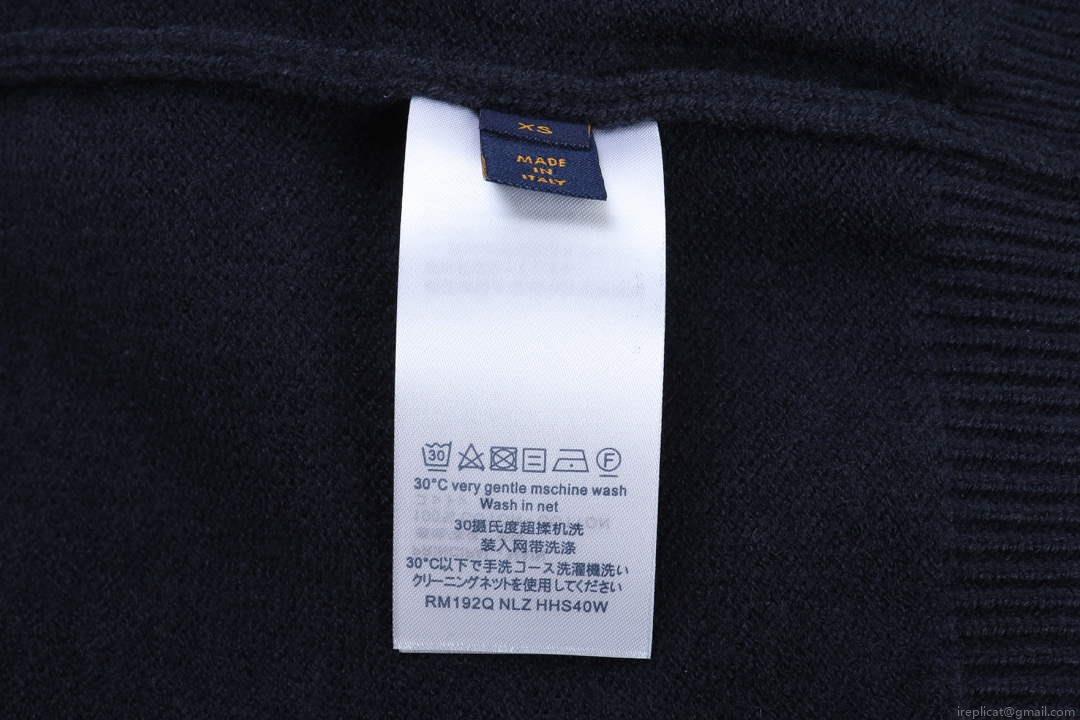 XS
MADE
IN
ITALY
30
F
30°C very gentle mschine wash
Wash in net
30摄氏度超揉机洗
装入网带洗涤
30°C以下で手洗コース洗濯機洗い
クリーニングネットを使用してください
RM192Q NLZ HHS40W
ireplicat@gmail.com